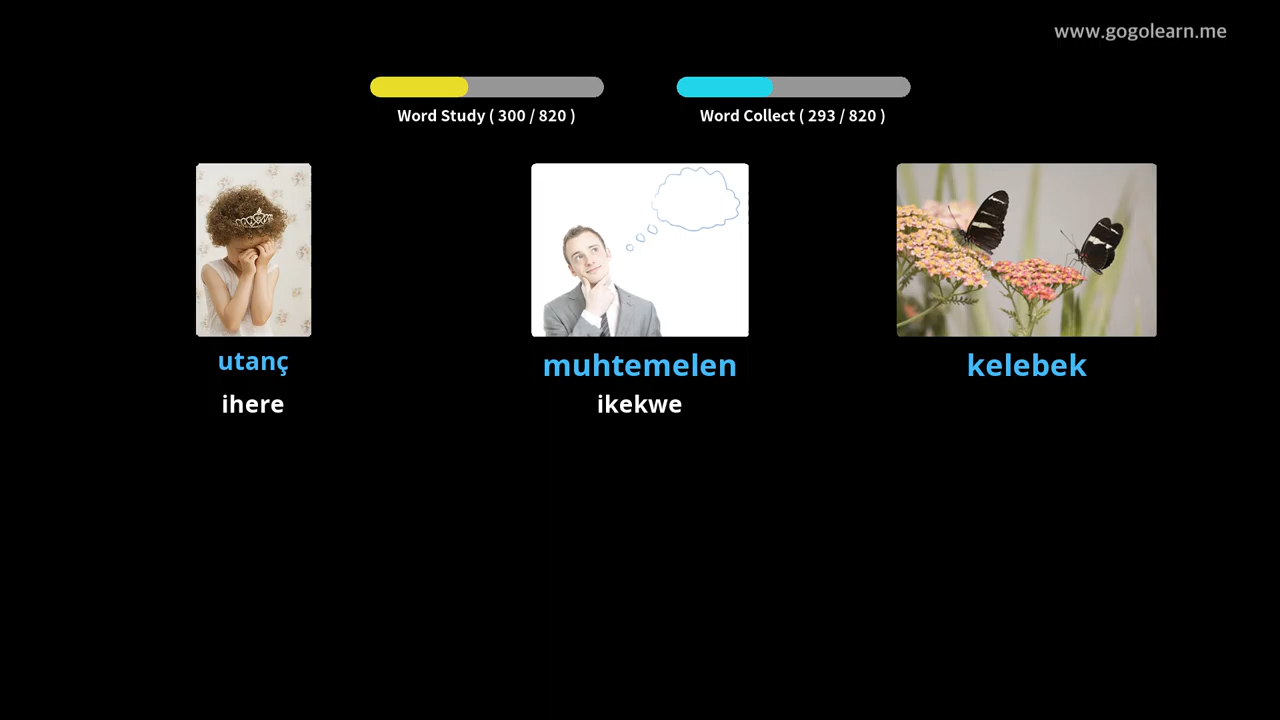 www.gogolearn.me
Word Study ( 300 / 820 )
Word Collect ( 293 / 820 )
utanç
muhtemelen
kelebek
ihere
ikekwe